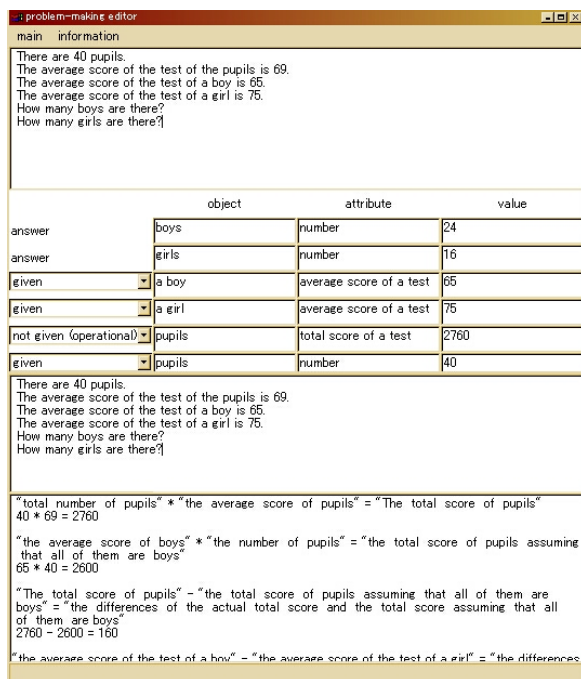 problem-making editor
main information
There are 40 pupils.
The average score of the test of the pupils is 69.
The average score of the test of a boy is 65.
The average score of the test of a girl is 75.
How many boys are there?
How many girls are there?
object attribute value
answer boys number 24
answer girls number 16
given a boy average score of a test 65
given a girl average score of a test 75
not given (operational) pupils total score of a test 2760
given pupils number 40
There are 40 pupils.
The average score of the test of the pupils is 69.
The average score of the test of a boy is 65.
The average score of the test of a girl is 75.
How many boys are there?
How many girls are there?
"total number of pupils" * "the average score of pupils" = "The total score of pupils"
40 * 69 = 2760
"the average score of boys" * "the number of pupils" = "the total score of pupils assuming
that all of them are boys"
65 * 40 = 2600
"The total score of pupils" - "the total score of pupils assuming that all of them are
boys" = "the differences of the actual total score and the total score assuming that all
of them are boys"
2760 - 2600 = 160
"the average score of the test of a boy" - "the average score of the test of a girl" = "the differences